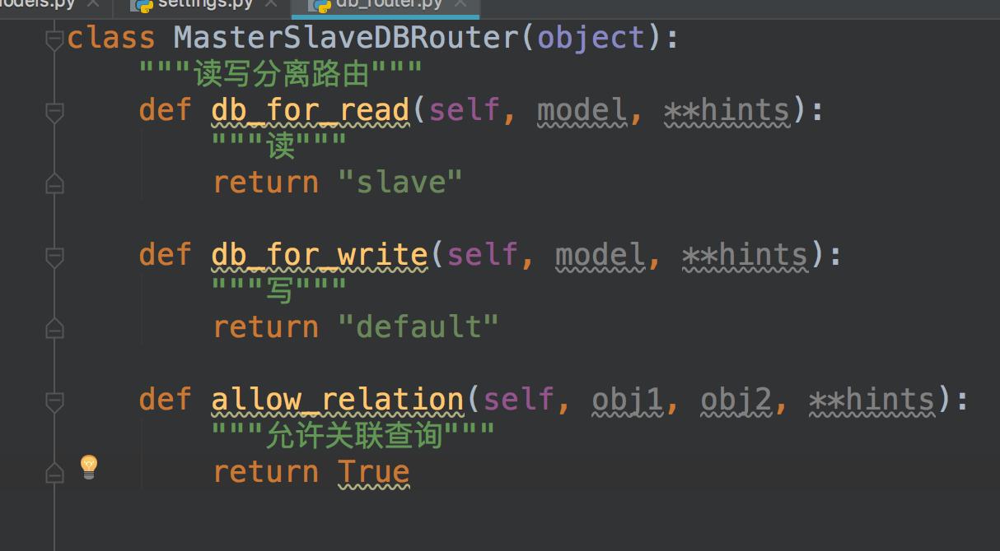 models.py settings.py db_router.py
class MasterSlaveDBRouter(object):
    """读写分离路由"""
    def db_for_read(self, model, **hints):
        """读"""
        return "slave"
    def db_for_write(self, model, **hints):
        """写"""
        return "default"
    def allow_relation(self, obj1, obj2, **hints):
        """允许关联查询"""
        return True